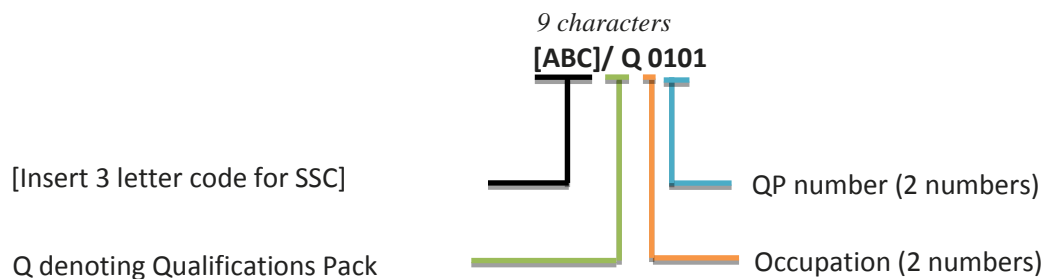 9 characters
[ABC]/ Q 0101
[Insert 3 letter code for SSC]
QP number (2 numbers)
Q denoting Qualifications Pack
Occupation (2 numbers)